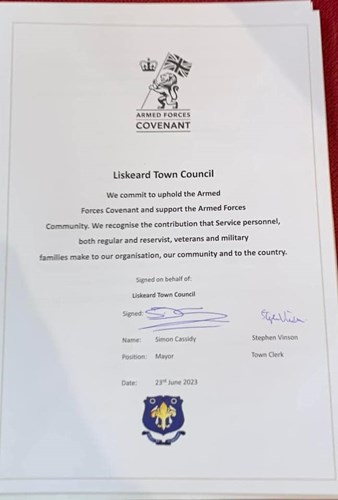 ARMED FORCES
COVENANT
Liskeard Town Council
We commit to uphold the Armed
Forces Covenant and support the Armed Forces
Community. We recognise the contribution that Service personnel,
both regular and reservist, veterans and military
families make to our organisation, our community and to the country.
Signed on behalf of:
Liskeard Town Council
Signed:
Name: Simon Cassidy Stephen Vinson
Position: Mayor Town Clerk
Date: 23rd June 2023